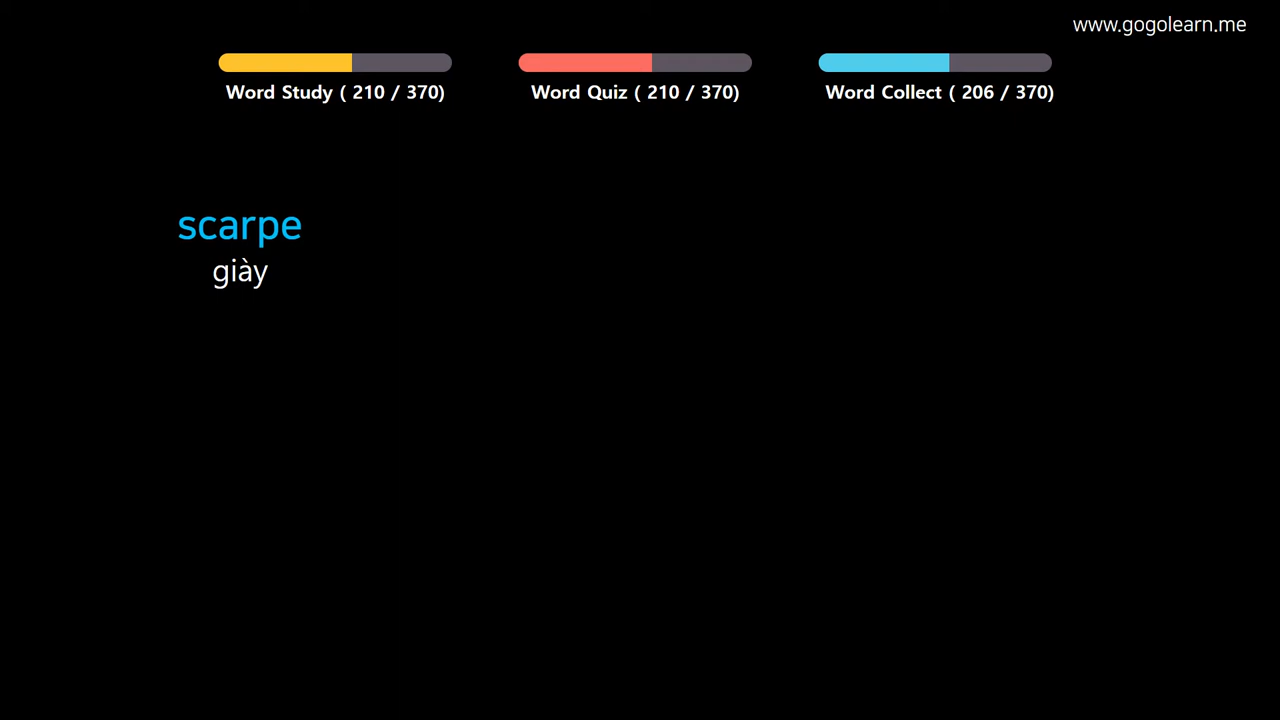 www.gogolearn.me
Word Study ( 210 / 370)
Word Quiz ( 210 / 370)
Word Collect ( 206 / 370)
scarpe
giày